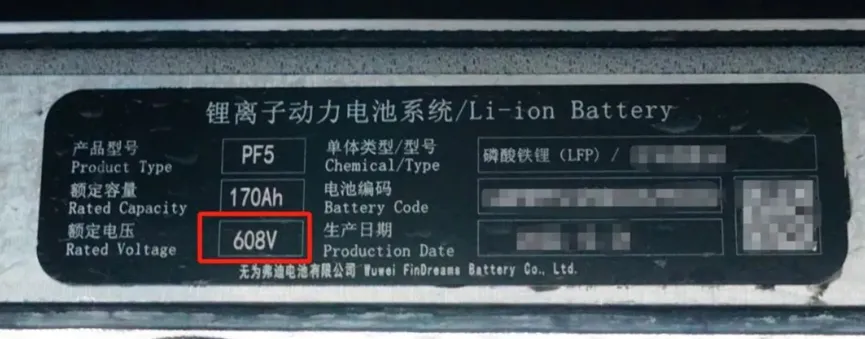 锂离子动力电池系统/Li-ion Battery
产品型号 PF5 单体类型/型号 磷酸铁锂 (LFP) /
Product Type Chemical/Type
额定容量 170Ah 电池编码
Rated Capacity Battery Code
额定电压 608V 生产日期
Rated Voltage Production Date
无为弗迪电池有限公司 Wuwei FinDreams Battery Co., Ltd.